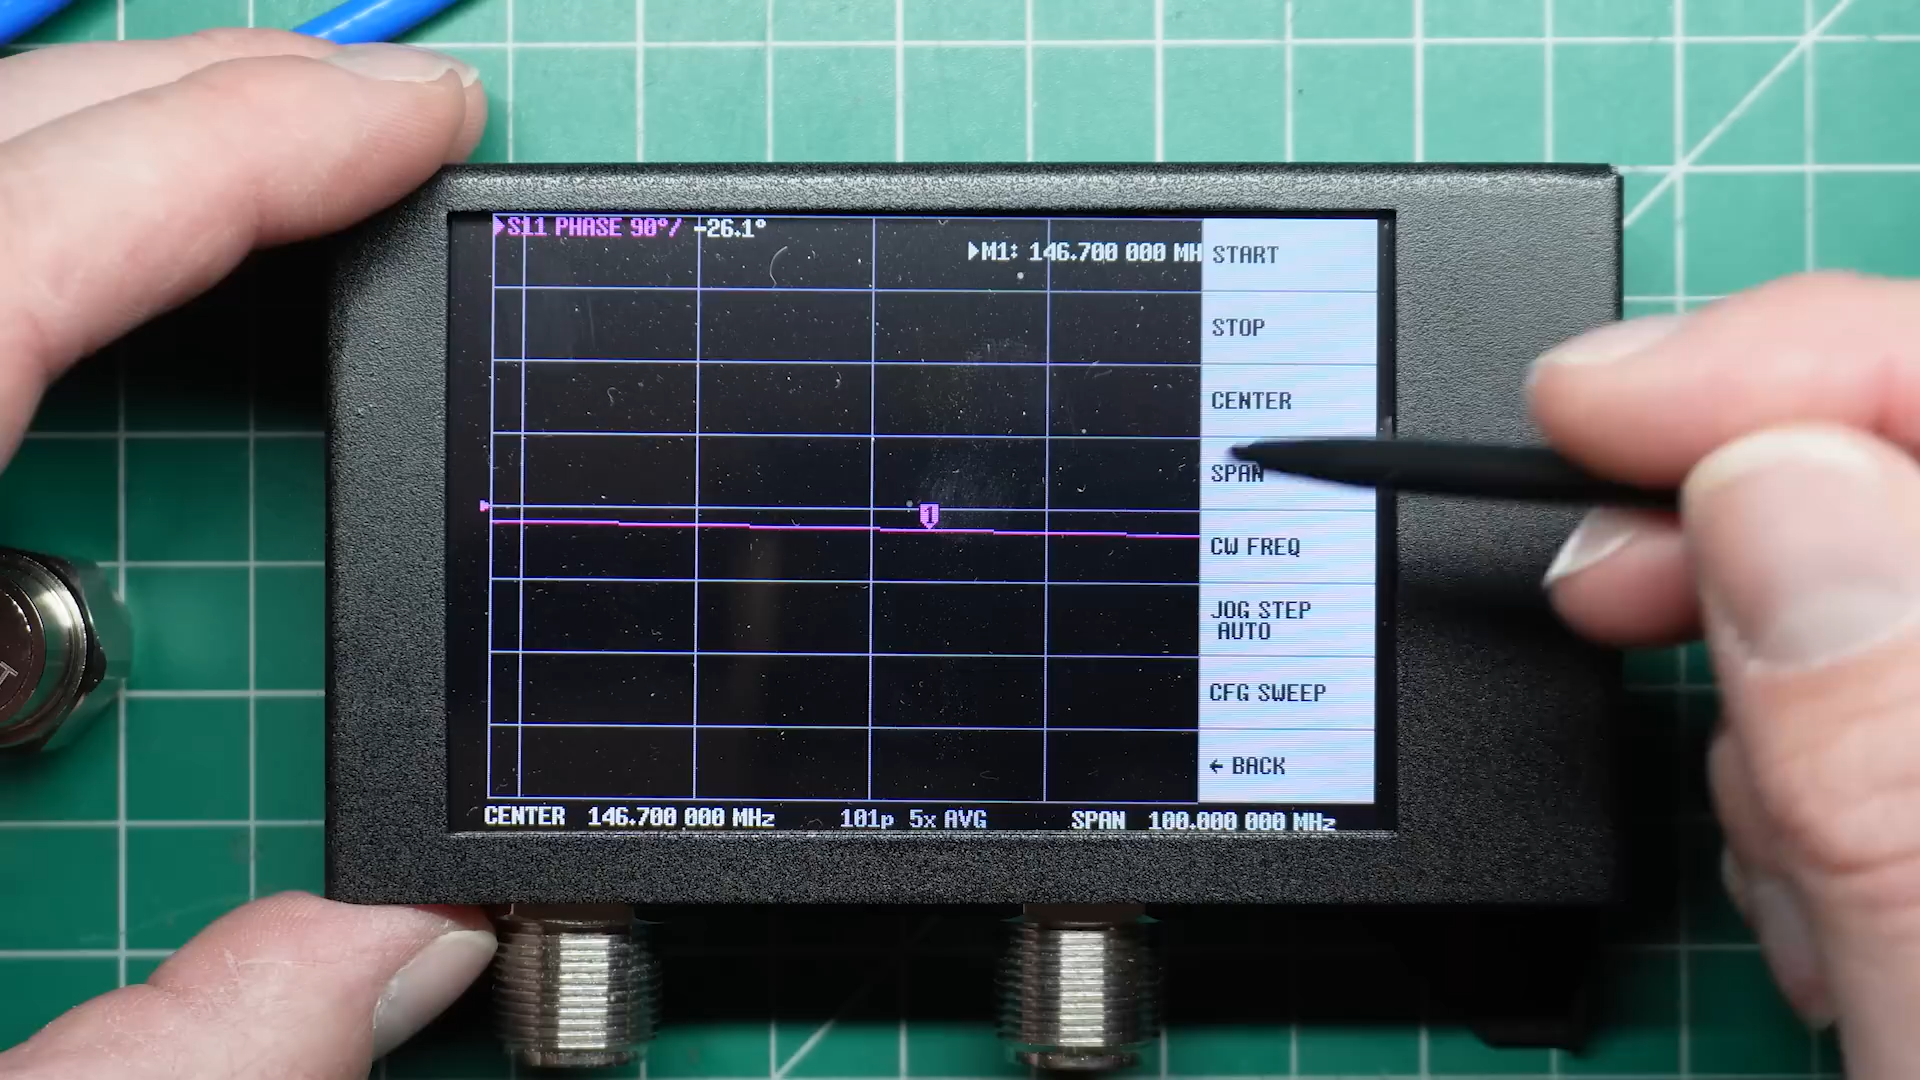 S11 PHASE 90°/ -26.1°
M1: 146.700 000 MH
START
STOP
CENTER
SPAN
CW FREQ
JOG STEP
AUTO
CFG SWEEP
← BACK
1
CENTER 146.700 000 MHz 101p 5x AVG SPAN 100.000 000 MHz